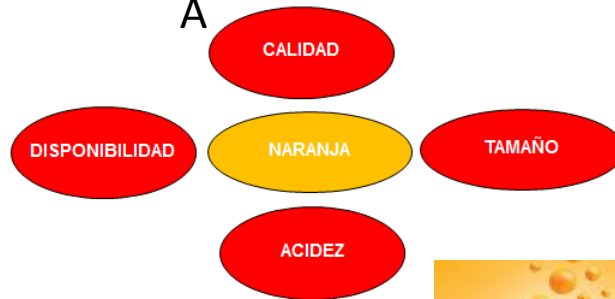 A
CALIDAD
DISPONIBILIDAD
NARANJA
TAMAÑO
ACIDEZ